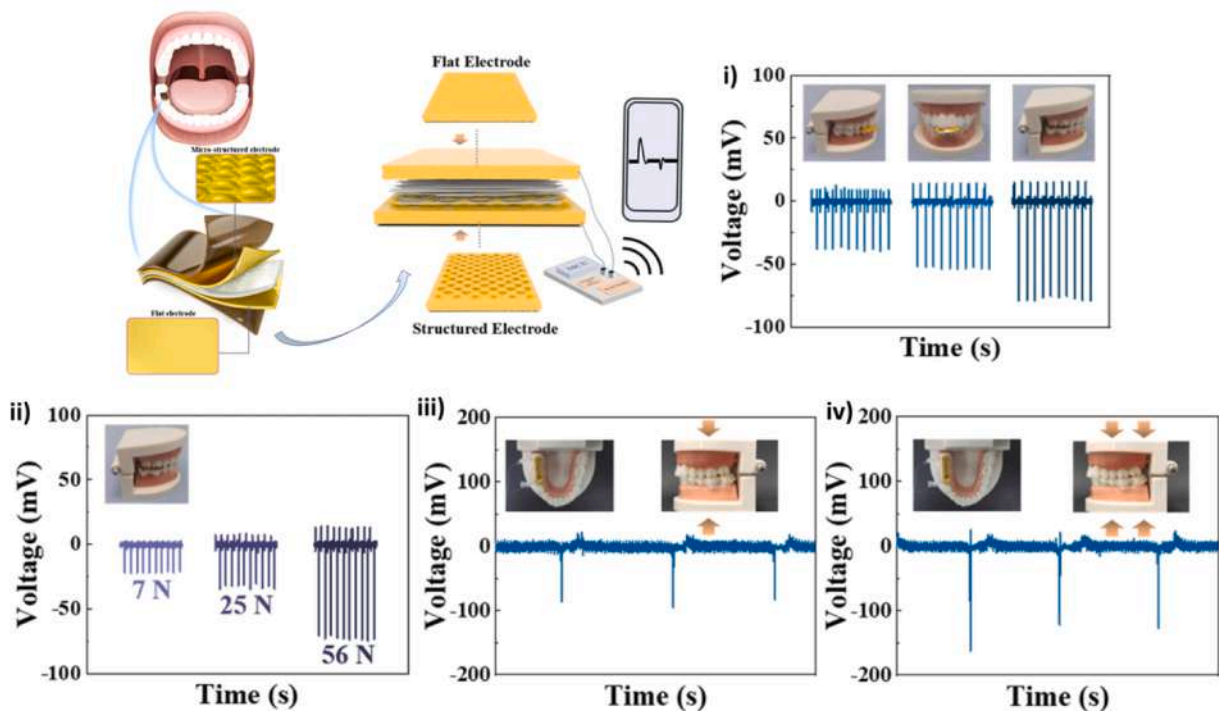 Micro-structured electrode
Flat electrode
Flat Electrode
Structured Electrode
i)
100
50
0
-50
-100
Voltage (mV)
Time (s)
ii)
100
50
0
-50
-100
Voltage (mV)
7 N
25 N
56 N
Time (s)
iii)
200
100
0
-100
-200
Voltage (mV)
Time (s)
iv)
200
100
0
-100
-200
Voltage (mV)
Time (s)